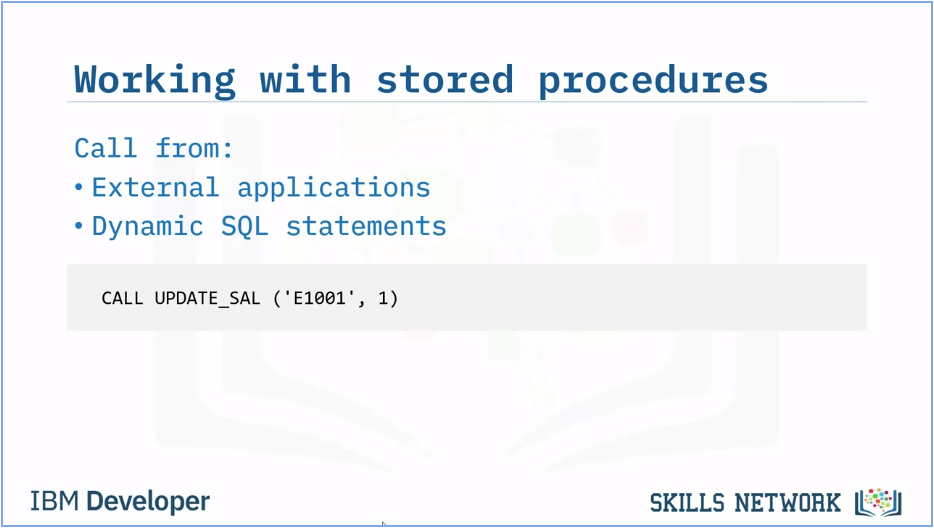 Working with stored procedures
Call from:
• External applications
• Dynamic SQL statements
CALL UPDATE_SAL ('E1001', 1)
IBM Developer
SKILLS NETWORK